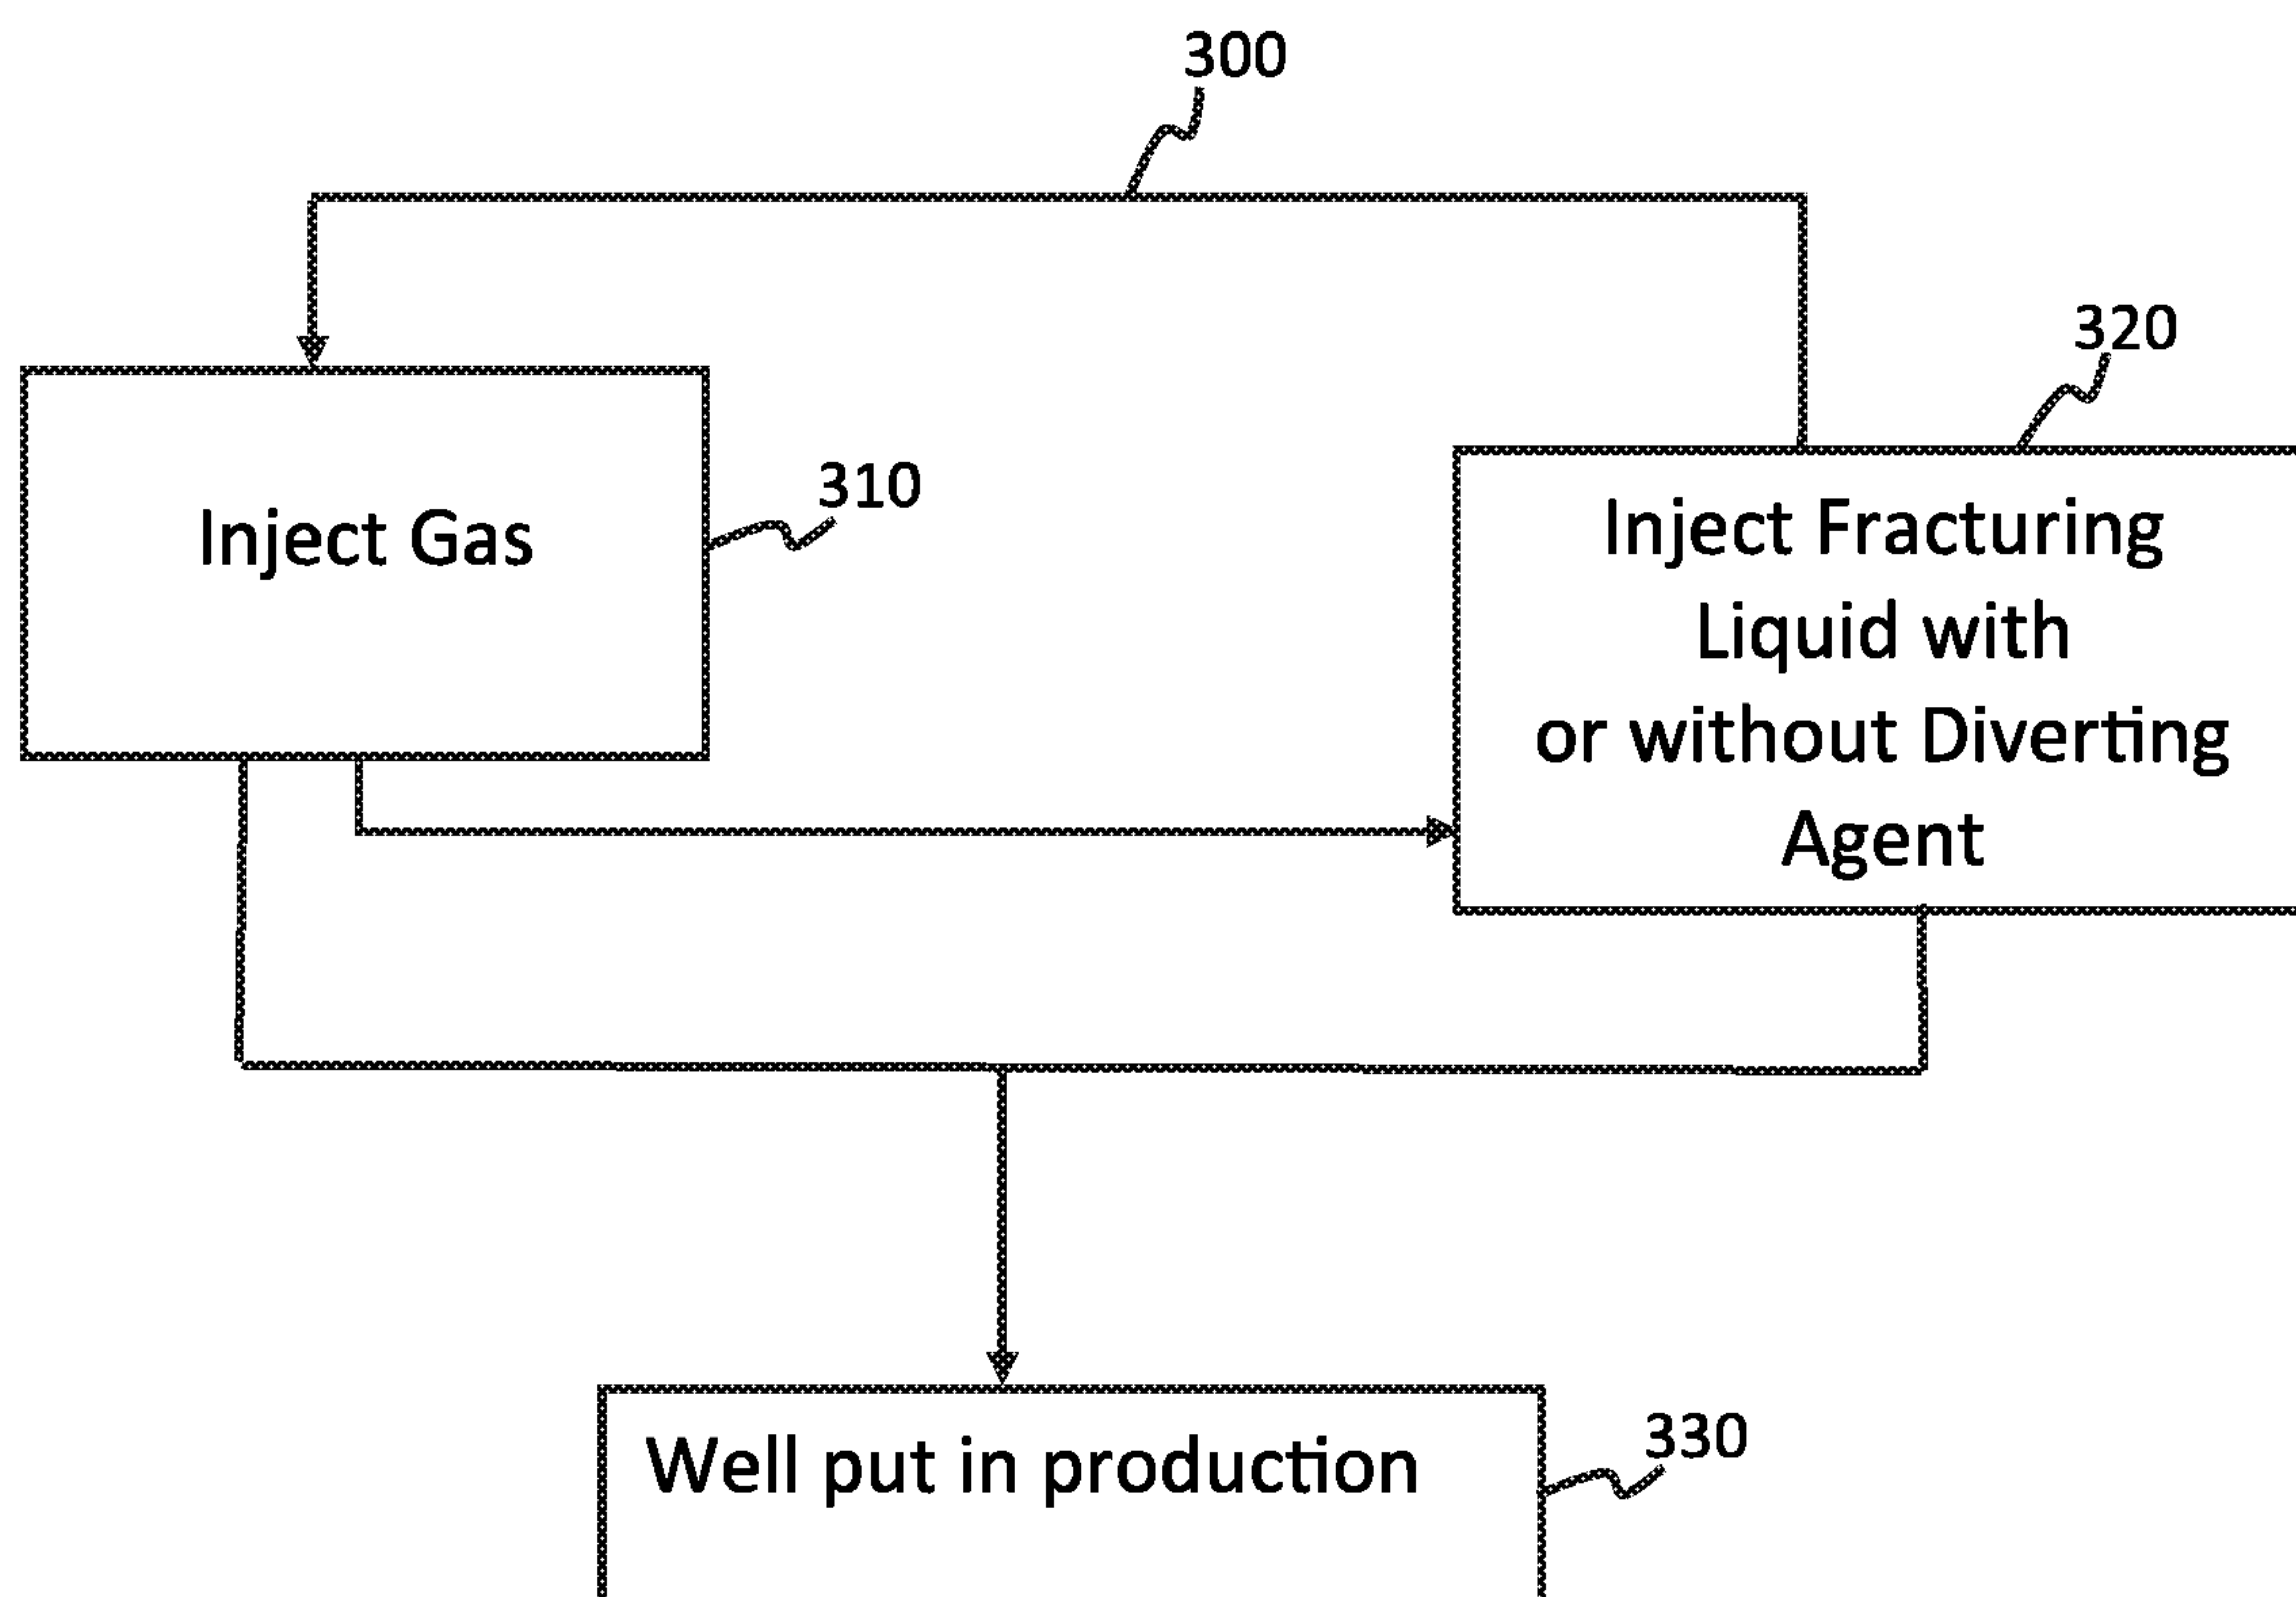 300
320
310
Inject Gas
Inject Fracturing
Liquid with
or without Diverting
Agent
Well put in production
330